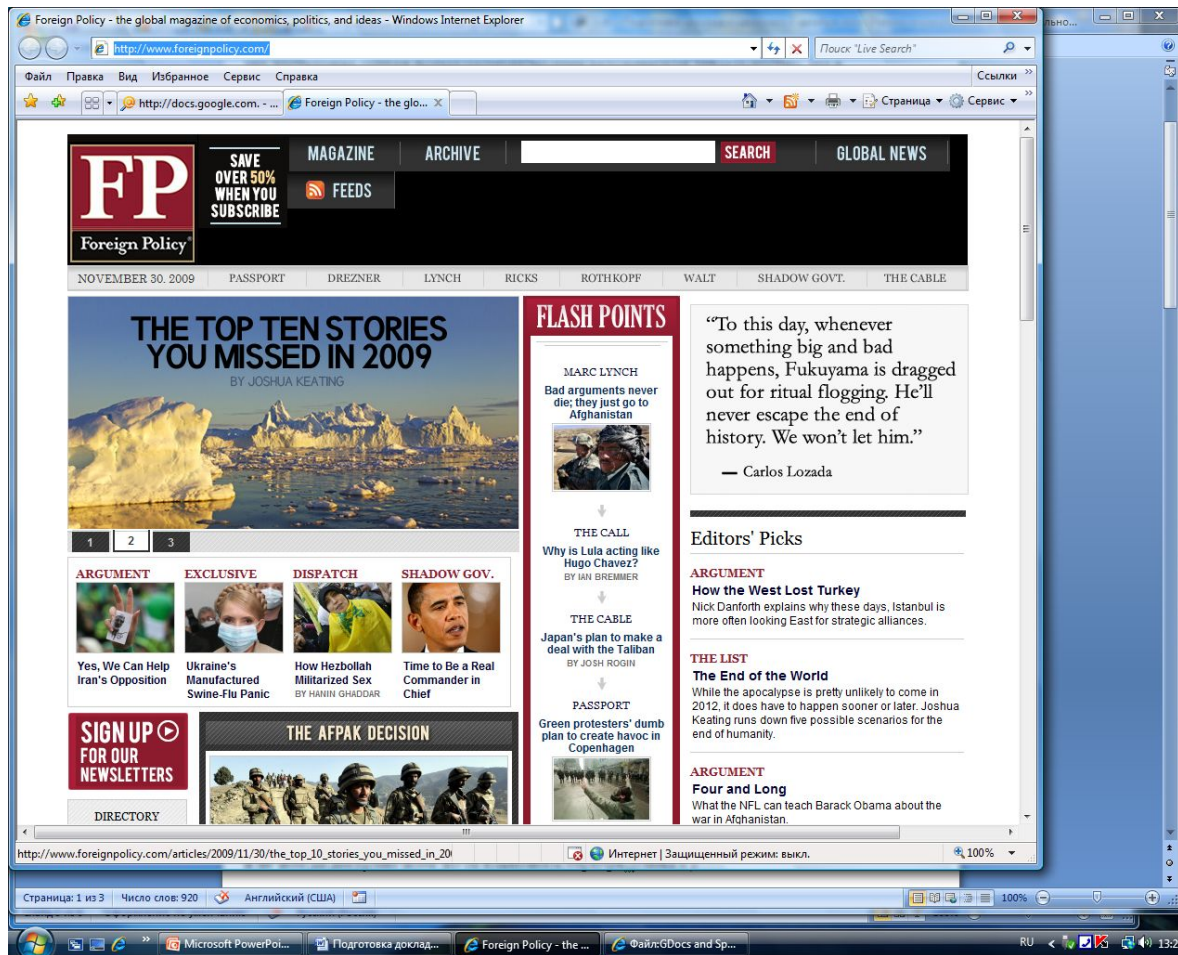 Foreign Policy - the global magazine of economics, politics, and ideas - Windows Internet Explorer
http://www.foreignpolicy.com/
Поиск "Live Search"
Файл Правка Вид Избранное Сервис Справка
Ссылки
http://docs.google.com. - ...
Foreign Policy - the glo...
Страница
Сервис
FP
Foreign Policy
SAVE
OVER 50%
WHEN YOU
SUBSCRIBE
MAGAZINE ARCHIVE SEARCH GLOBAL NEWS
FEEDS
NOVEMBER 30. 2009 PASSPORT DREZNER LYNCH RICKS ROTHKOPF WALT SHADOW GOVT. THE CABLE
THE TOP TEN STORIES
YOU MISSED IN 2009
BY JOSHUA KEATING
1 2 3
ARGUMENT
Yes, We Can Help
Iran's Opposition
EXCLUSIVE
Ukraine's
Manufactured
Swine-Flu Panic
DISPATCH
How Hezbollah
Militarized Sex
BY HANIN GHADDAR
SHADOW GOV.
Time to Be a Real
Commander in
Chief
SIGN UP
FOR OUR
NEWSLETTERS
DIRECTORY
THE AFPAK DECISION
FLASH POINTS
MARC LYNCH
Bad arguments never
die; they just go to
Afghanistan
THE CALL
Why is Lula acting like
Hugo Chavez?
BY IAN BREMMER
THE CABLE
Japan's plan to make a
deal with the Taliban
BY JOSH ROGIN
PASSPORT
Green protesters' dumb
plan to create havoc in
Copenhagen
“To this day, whenever
something big and bad
happens, Fukuyama is dragged
out for ritual flogging. He’ll
never escape the end of
history. We won’t let him.”
— Carlos Lozada
Editors' Picks
ARGUMENT
How the West Lost Turkey
Nick Danforth explains why these days, Istanbul is
more often looking East for strategic alliances.
THE LIST
The End of the World
While the apocalypse is pretty unlikely to come in
2012, it does have to happen sooner or later. Joshua
Keating runs down five possible scenarios for the
end of humanity.
ARGUMENT
Four and Long
What the NFL can teach Barack Obama about the
war in Afghanistan.
http://www.foreignpolicy.com/articles/2009/11/30/the_top_10_stories_you_missed_in_20
Интернет | Защищенный режим: выкл.
100%
Страница: 1 из 3 Число слов: 920 Английский (США) 100%
Microsoft PowerPoi...
Подготовка доклад...
Foreign Policy - the ...
Файл:GDocs and Sp...
RU
13:2